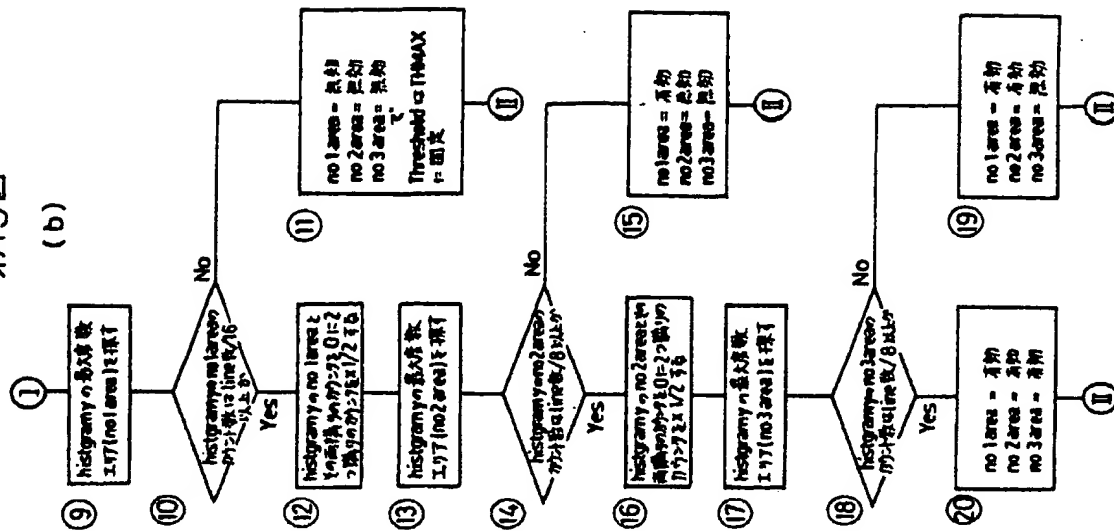 (b)
I
⑨
histgramyの最大度数
エリア(no1area)を探す
⑩
histgramyのno1areaの
カウント数はline数/16
以上か
No
Yes
⑪
no1area= 無効
no2area= 無効
no3area= 無効
で
ThresholdはTHMAX
に固定
II
⑫
histgramyのno1areaと
その両隣りのカウントを0に2
つ隣りのカウントを×1/2する
⑬
histgramyの最大度数
エリア(no2area)を探す
⑭
histgramyのno2areaの
カウント数はline数/8以上か
No
Yes
⑮
no1area= 有効
no2area= 無効
no3area= 無効
II
⑯
histgramyのno2areaとその
両隣りのカウントを0に2つ隣りの
カウントを×1/2する
⑰
histgramyの最大度数
エリア(no3area)を探す
⑱
histgramyのno3areaの
カウント数はline数/8以上か
No
Yes
⑲
no1area= 有効
no2area= 有効
no3area= 無効
II
⑳
no1area= 有効
no2area= 有効
no3area= 有効
II